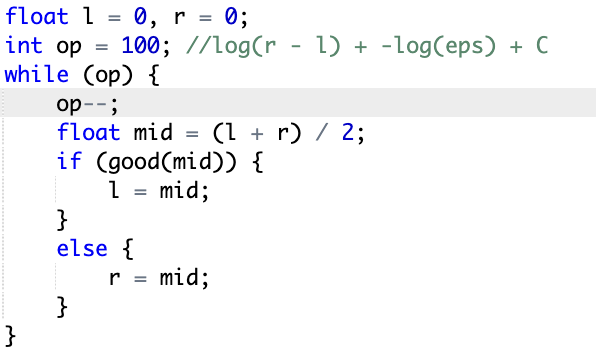 float l = 0, r = 0;
int op = 100; //log(r - l) + -log(eps) + C
while (op) {
    op--;
    float mid = (l + r) / 2;
    if (good(mid)) {
        l = mid;
    }
    else {
        r = mid;
    }
}